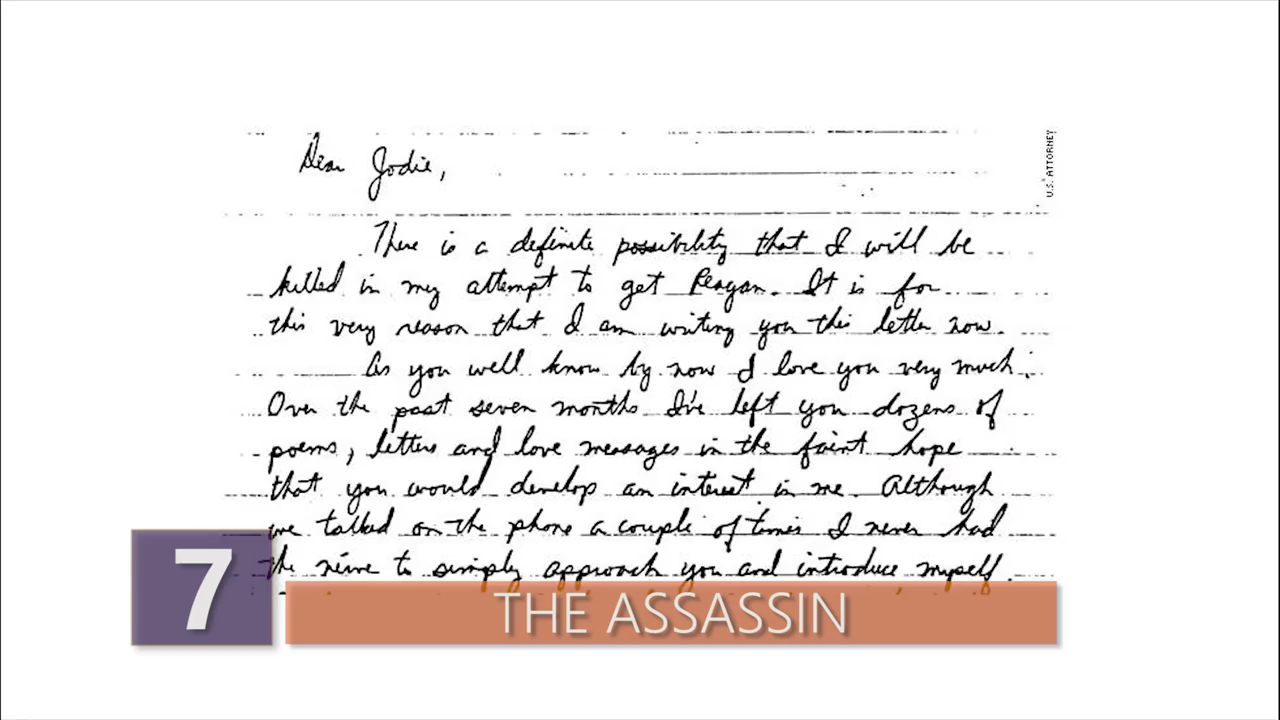 U.S. ATTORNEY
Dear Jodie,
There is a definite possibility that I will be
killed in my attempt to get Reagan. It is for
this very reason that I am writing you this letter now.
As you well know by now I love you very much.
Over the past seven months I've left you dozens of
poems, letters and love messages in the faint hope
that you would develop an interest in me. Although
we talked on the phone a couple of times I never had
the nerve to simply approach you and introduce myself.
7
THE ASSASSIN